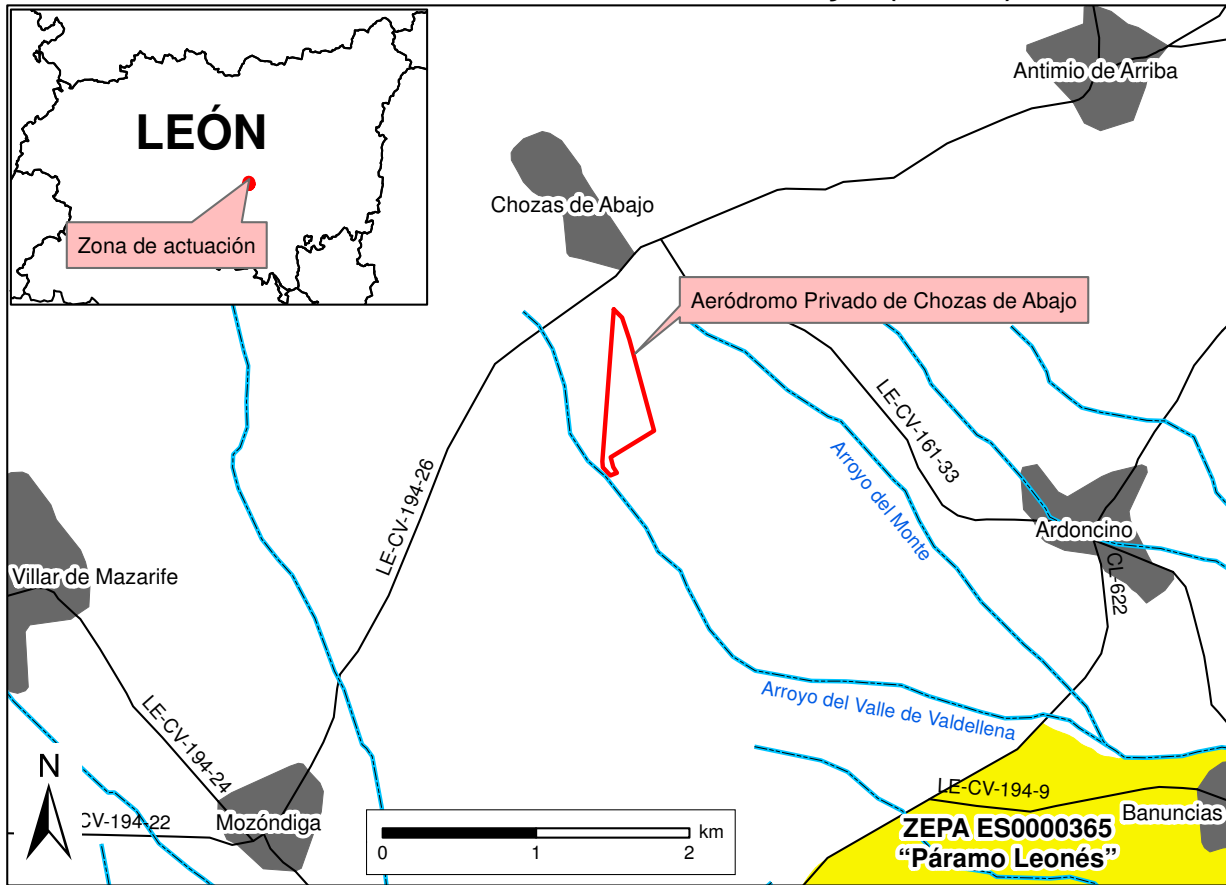 LEÓN
Zona de actuación
Antimio de Arriba
Chozas de Abajo
Aeródromo Privado de Chozas de Abajo
LE-CV-161-33
LE-CV-194-26
Arroyo del Monte
Ardoncino
CL-622
Villar de Mazarife
Arroyo del Valle de Valdellena
LE-CV-194-24
N
LE-CV-194-9
CV-194-22
Mozóndiga
Banuncias
ZEPA ES0000365
“Páramo Leonés”
km
0 1 2